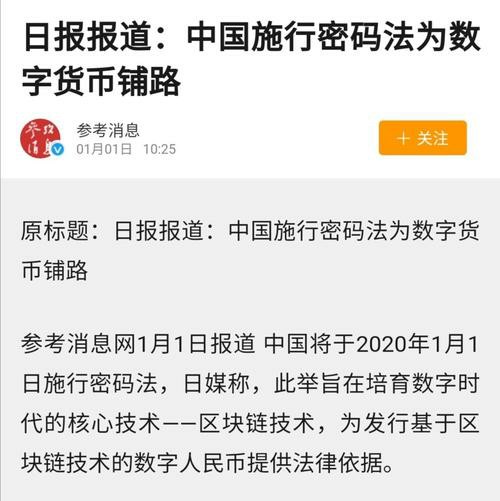 日报报道：中国施行密码法为数
字货币铺路
参考消息
01月01日 10:25
＋ 关注
原标题：日报报道：中国施行密码法为数字货
币铺路
参考消息网1月1日报道 中国将于2020年1月1
日施行密码法，日媒称，此举旨在培育数字时
代的核心技术——区块链技术，为发行基于区
块链技术的数字人民币提供法律依据。